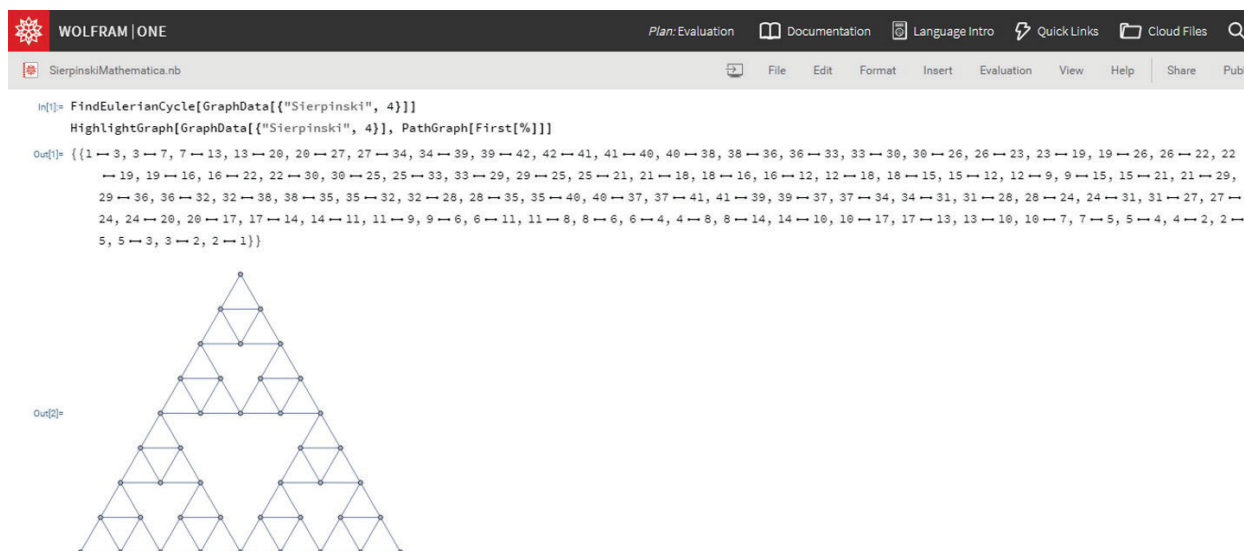 WOLFRAM | ONE Plan: Evaluation Documentation Language Intro Quick Links Cloud Files
SierpinskiMathematica.nb File Edit Format Insert Evaluation View Help Share Publ
In[1]:= FindEulerianCycle[GraphData[{"Sierpinski", 4}]]
HighlightGraph[GraphData[{"Sierpinski", 4}], PathGraph[First[%]]]
Out[1]= {{1 ↔ 3, 3 ↔ 7, 7 ↔ 13, 13 ↔ 20, 20 ↔ 27, 27 ↔ 34, 34 ↔ 39, 39 ↔ 42, 42 ↔ 41, 41 ↔ 40, 40 ↔ 38, 38 ↔ 36, 36 ↔ 33, 33 ↔ 30, 30 ↔ 26, 26 ↔ 23, 23 ↔ 19, 19 ↔ 26, 26 ↔ 22, 22
↔ 19, 19 ↔ 16, 16 ↔ 22, 22 ↔ 30, 30 ↔ 25, 25 ↔ 33, 33 ↔ 29, 29 ↔ 25, 25 ↔ 21, 21 ↔ 18, 18 ↔ 16, 16 ↔ 12, 12 ↔ 18, 18 ↔ 15, 15 ↔ 12, 12 ↔ 9, 9 ↔ 15, 15 ↔ 21, 21 ↔ 29,
29 ↔ 36, 36 ↔ 32, 32 ↔ 38, 38 ↔ 35, 35 ↔ 32, 32 ↔ 28, 28 ↔ 35, 35 ↔ 40, 40 ↔ 37, 37 ↔ 41, 41 ↔ 39, 39 ↔ 37, 37 ↔ 34, 34 ↔ 31, 31 ↔ 28, 28 ↔ 24, 24 ↔ 31, 31 ↔ 27, 27 ↔
24, 24 ↔ 20, 20 ↔ 17, 17 ↔ 14, 14 ↔ 11, 11 ↔ 9, 9 ↔ 6, 6 ↔ 11, 11 ↔ 8, 8 ↔ 6, 6 ↔ 4, 4 ↔ 8, 8 ↔ 14, 14 ↔ 10, 10 ↔ 17, 17 ↔ 13, 13 ↔ 10, 10 ↔ 7, 7 ↔ 5, 5 ↔ 4, 4 ↔ 2, 2 ↔
5, 5 ↔ 3, 3 ↔ 2, 2 ↔ 1}}
Out[2]=